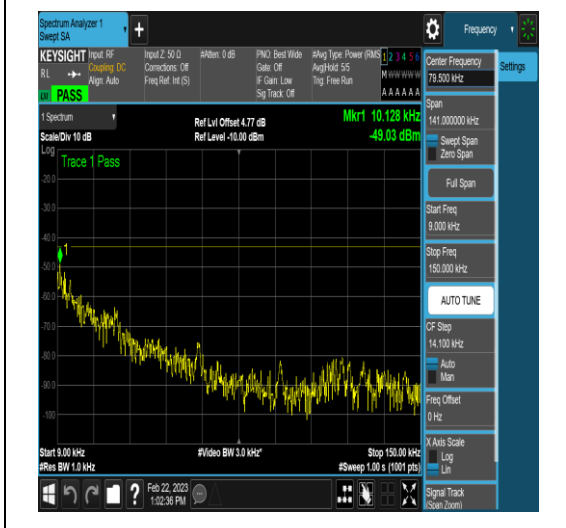 Spectrum Analyzer 1
Swept SA
+
Frequency
KEYSIGHT
Input: RF
Coupling: DC
Align: Auto
Input Z: 50 Ω
Corrections: Off
Freq Ref: Int (S)
#Atten: 0 dB
PNO: Best Wide
Gate: Off
IF Gain: Low
Sig Track: Off
#Avg Type: Power (RMS
Avg|Hold: 5/5
Trig: Free Run
1 2 3 4 5 6
M W W W W W
A A A A A A
RL
PASS
1 Spectrum
Scale/Div 10 dB
Ref Lvl Offset 4.77 dB
Ref Level -10.00 dBm
Mkr1 10.128 kHz
-49.03 dBm
Log
Trace 1 Pass
1
-20.0
-30.0
-40.0
-50.0
-60.0
-70.0
-80.0
-90.0
-100
Start 9.00 kHz
#Res BW 1.0 kHz
#Video BW 3.0 kHz*
Stop 150.00 kHz
#Sweep 1.00 s (1001 pts)
Feb 22, 2023
1:02:36 PM
?
Center Frequency
79.500 kHz
Settings
Span
141.000000 kHz
Swept Span
Zero Span
Full Span
Start Freq
9.000 kHz
Stop Freq
150.000 kHz
AUTO TUNE
CF Step
14.100 kHz
Auto
Man
Freq Offset
0 Hz
X Axis Scale
Log
Lin
Signal Track
(Span Zoom)